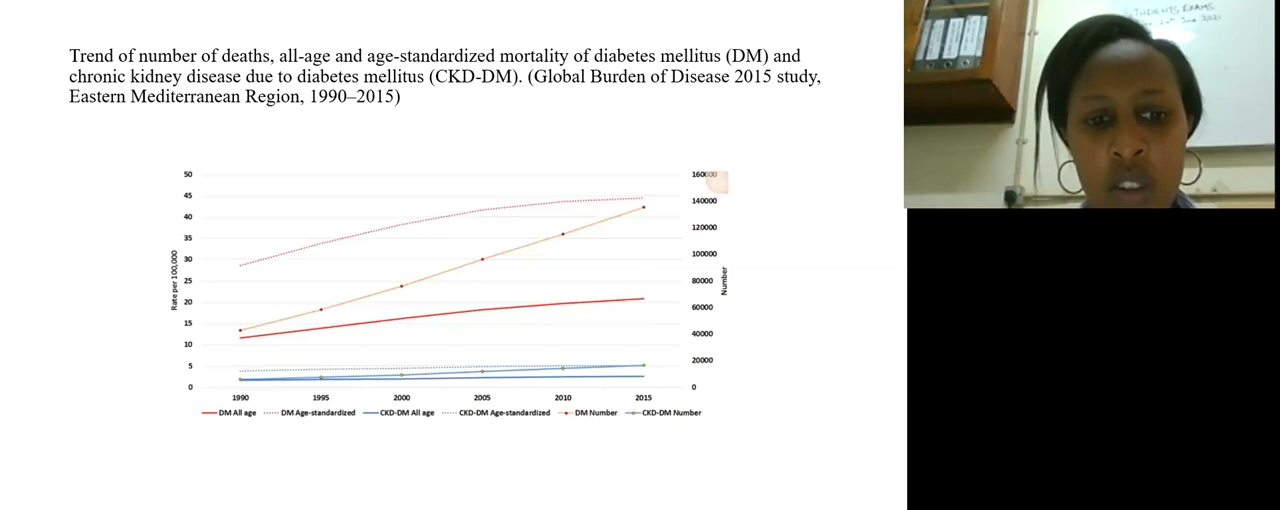 Trend of number of deaths, all-age and age-standardized mortality of diabetes mellitus (DM) and
chronic kidney disease due to diabetes mellitus (CKD-DM). (Global Burden of Disease 2015 study,
Eastern Mediterranean Region, 1990–2015)
STUDENTS EXAMS
June 2021
50
45
40
35
30
25
20
15
10
5
0
Rate per 100,000
160000
140000
120000
100000
80000
60000
40000
20000
0
Number
1990 1995 2000 2005 2010 2015
DM All age DM Age-standardized CKD-DM All age CKD-DM Age-standardized DM Number CKD-DM Number